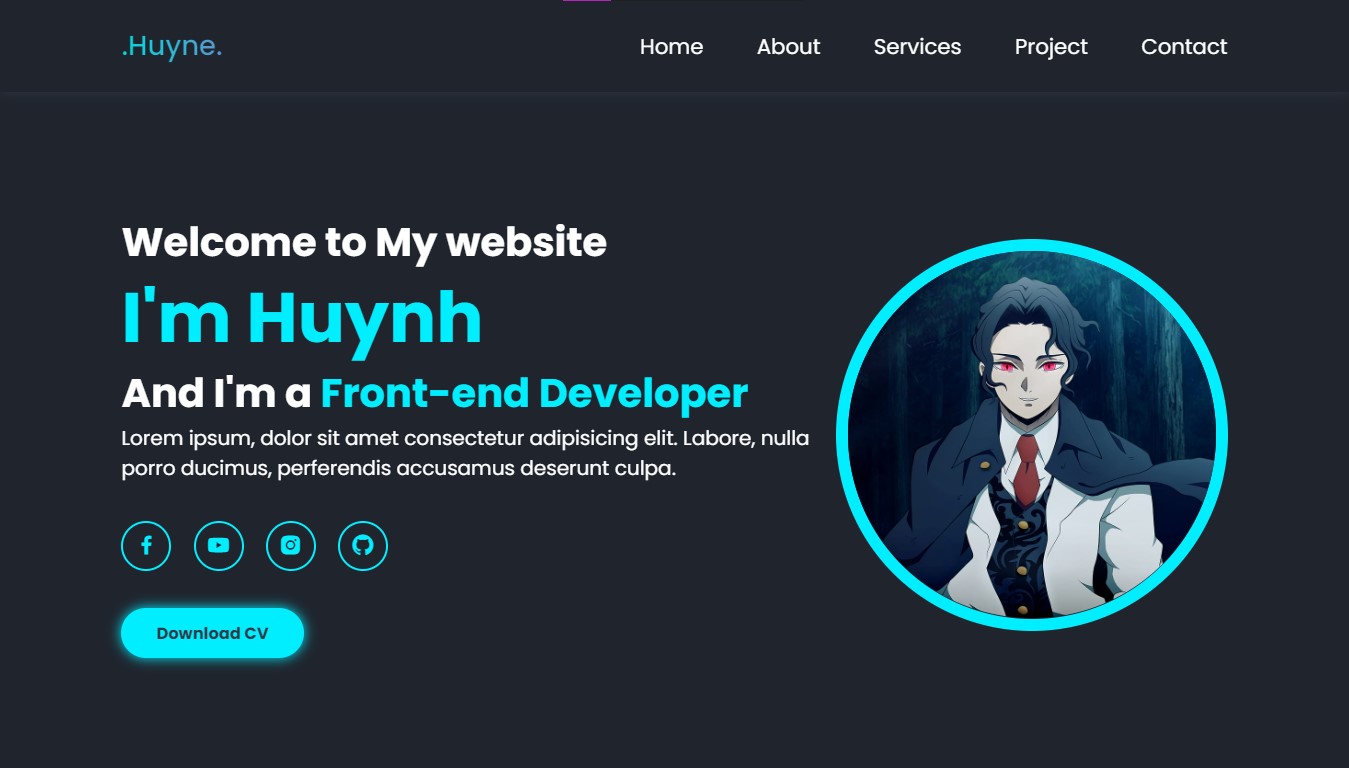 .Huyne.
Home About Services Project Contact
Welcome to My website
I'm Huynh
And I'm a Front-end Developer
Lorem ipsum, dolor sit amet consectetur adipisicing elit. Labore, nulla
porro ducimus, perferendis accusamus deserunt culpa.
Download CV